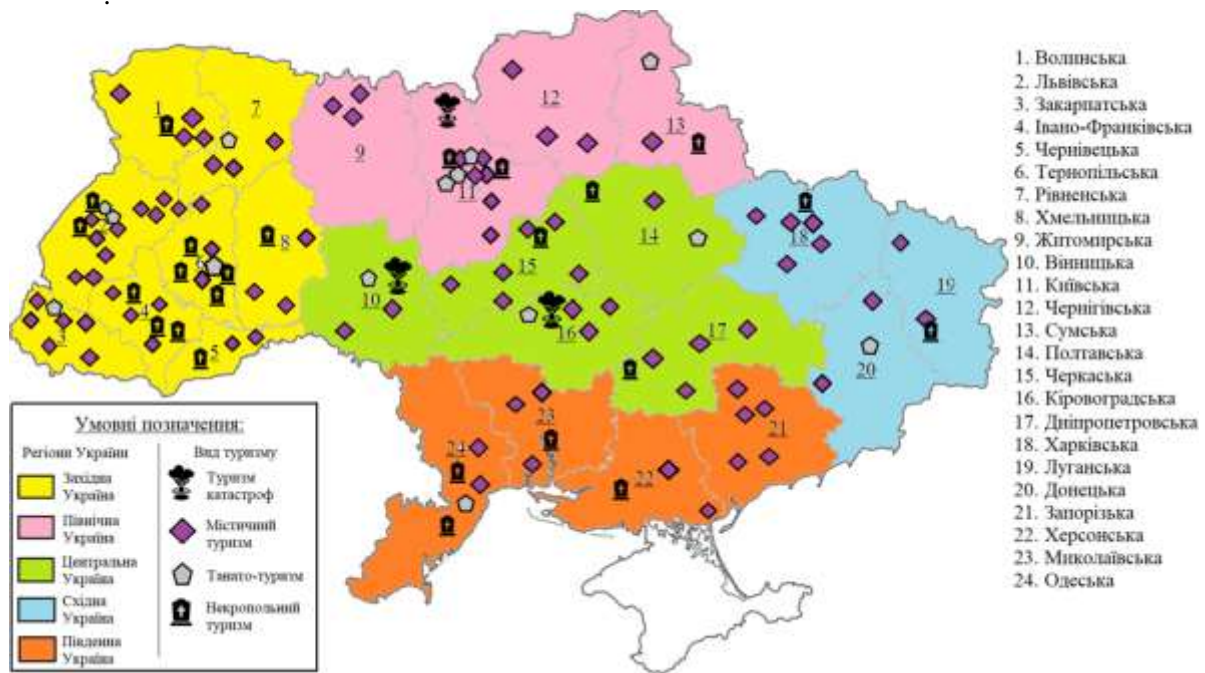 1. Волинська
2. Львівська
3. Закарпатська
4. Івано-Франківська
5. Чернівецька
6. Тернопільська
7. Рівненська
8. Хмельницька
9. Житомирська
10. Вінницька
11. Київська
12. Чернігівська
13. Сумська
14. Полтавська
15. Черкаська
16. Кіровоградська
17. Дніпропетровська
18. Харківська
19. Луганська
20. Донецька
21. Запорізька
22. Херсонська
23. Миколаївська
24. Одеська
1
7
9
12
13
11
2
8
14
18
15
10
19
4
16
3
17
5
20
23
21
24
22
Умовні позначення:
Регіони України
Західна
Україна
Північна
Україна
Центральна
Україна
Східна
Україна
Південна
Україна
Вид туризму
Туризм
катастроф
Містичний
туризм
Танато-туризм
Некропольний
туризм